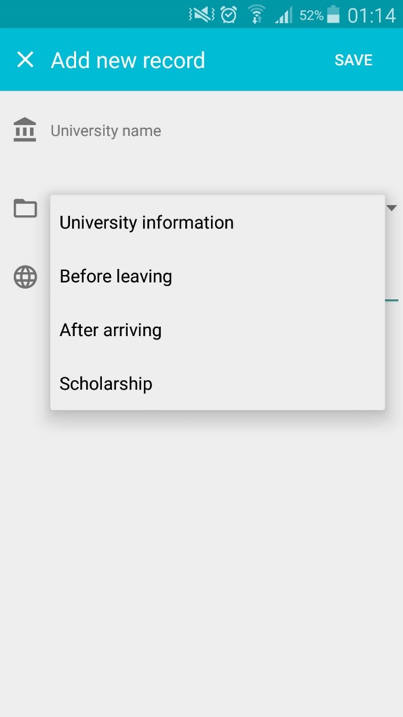 52% 01:14
Add new record SAVE
University name
University information
Before leaving
After arriving
Scholarship